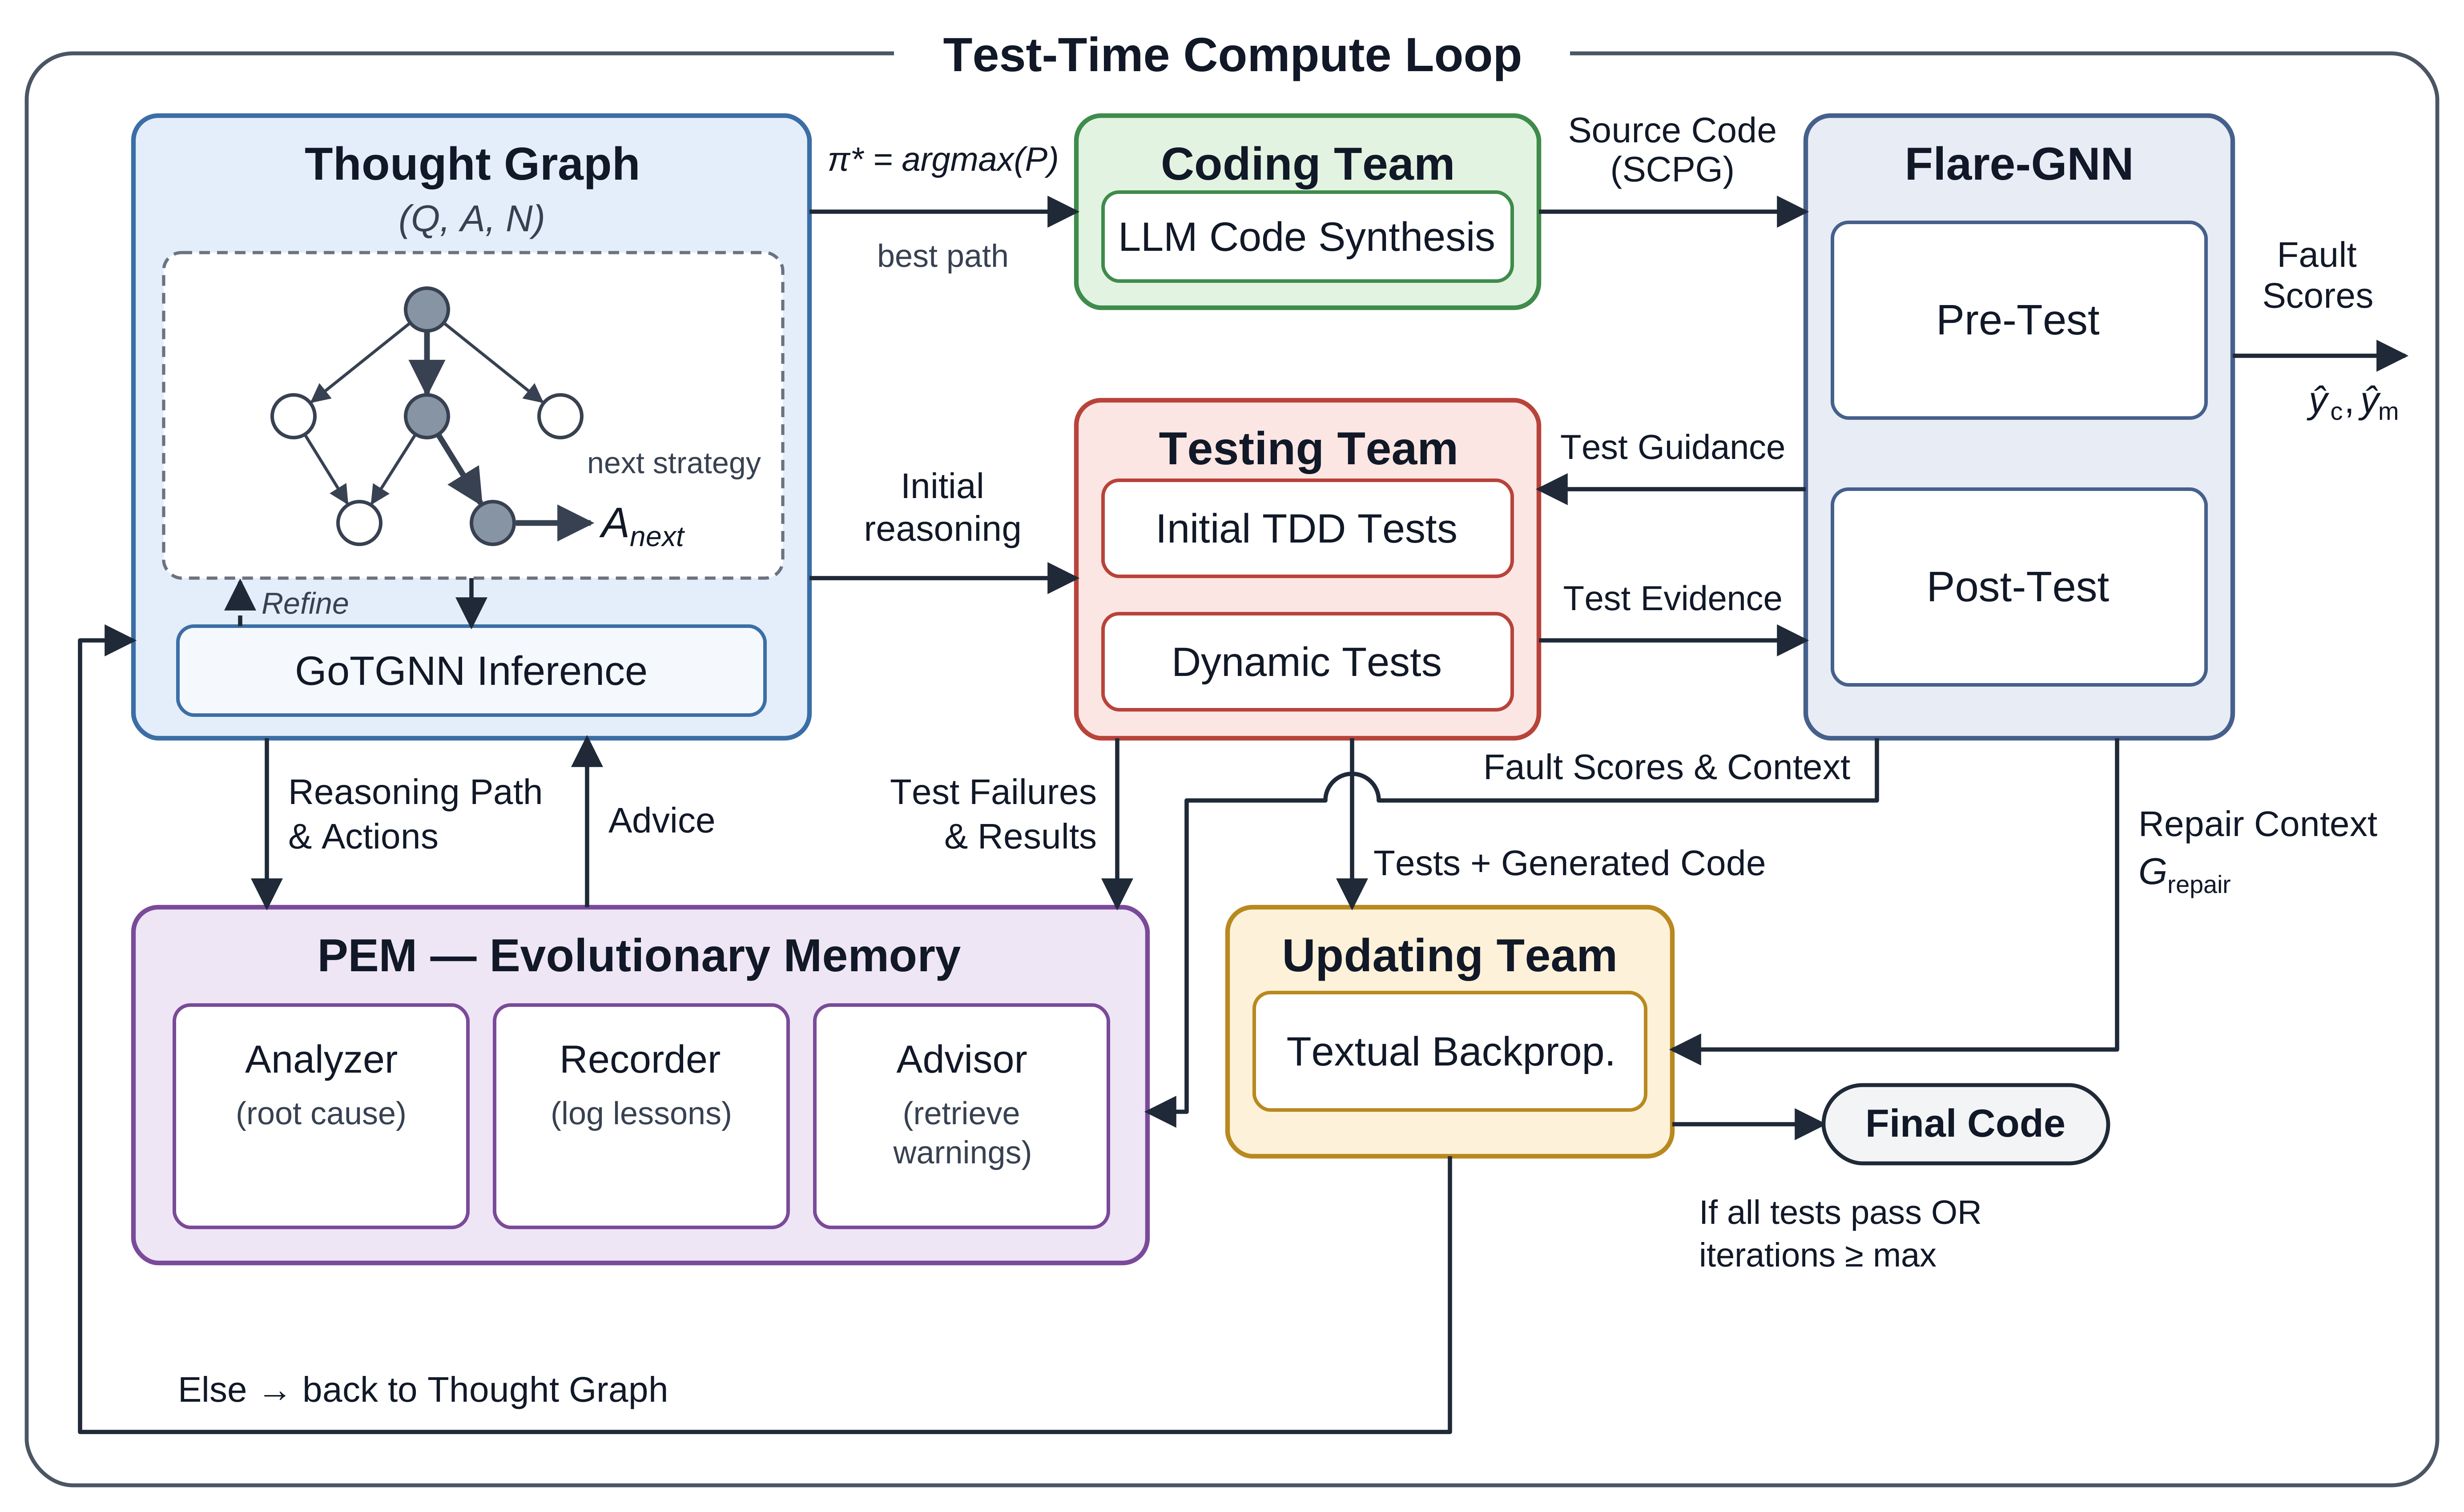 Test-Time Compute Loop
Thought Graph
(Q, A, N)
next strategy
A_next
Refine
GoTGNN Inference
π* = argmax(P)
best path
Coding Team
LLM Code Synthesis
Source Code
(SCPG)
Flare-GNN
Pre-Test
Post-Test
Fault
Scores
ŷ_c, ŷ_m
Initial
reasoning
Testing Team
Initial TDD Tests
Dynamic Tests
Test Guidance
Test Evidence
Reasoning Path
& Actions
Advice
Test Failures
& Results
Fault Scores & Context
Tests + Generated Code
Repair Context
G_repair
PEM — Evolutionary Memory
Analyzer
(root cause)
Recorder
(log lessons)
Advisor
(retrieve
warnings)
Updating Team
Textual Backprop.
Final Code
If all tests pass OR
iterations ≥ max
Else → back to Thought Graph